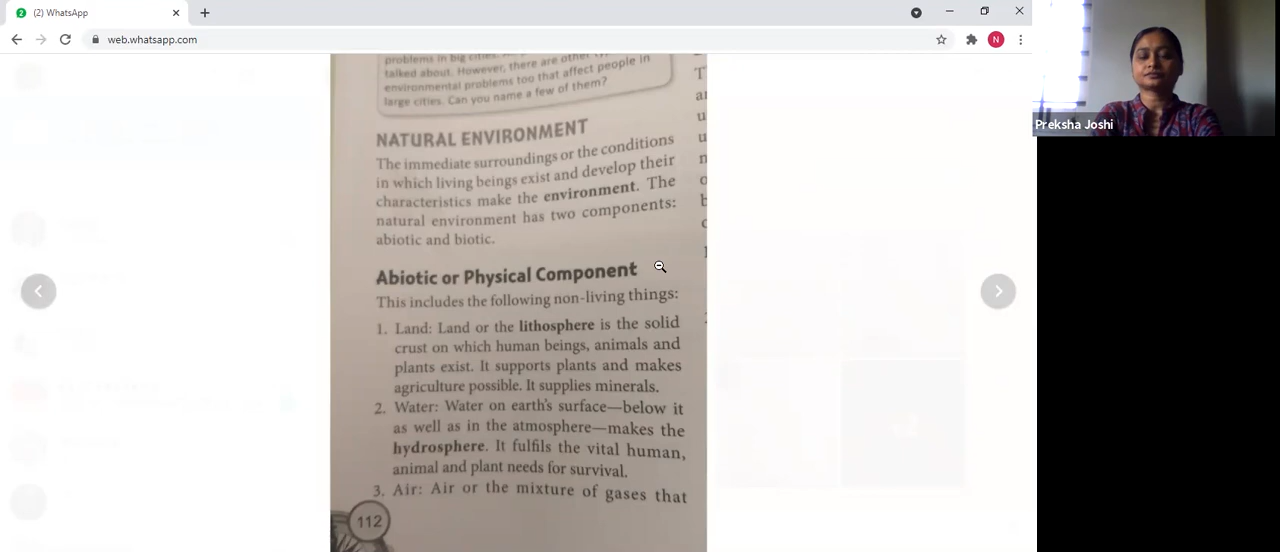 (2) WhatsApp
web.whatsapp.com
N
Preksha Joshi
problems in big cities.
talked about. However, there are other
environmental problems too that affect people in
large cities. Can you name a few of them?
NATURAL ENVIRONMENT
The immediate surroundings or the conditions
in which living beings exist and develop their
characteristics make the environment. The
natural environment has two components:
abiotic and biotic.
Abiotic or Physical Component
This includes the following non-living things:
1. Land: Land or the lithosphere is the solid
crust on which human beings, animals and
plants exist. It supports plants and makes
agriculture possible. It supplies minerals.
2. Water: Water on earth's surface—below it
as well as in the atmosphere—makes the
hydrosphere. It fulfils the vital human,
animal and plant needs for survival.
3. Air: Air or the mixture of gases that
112